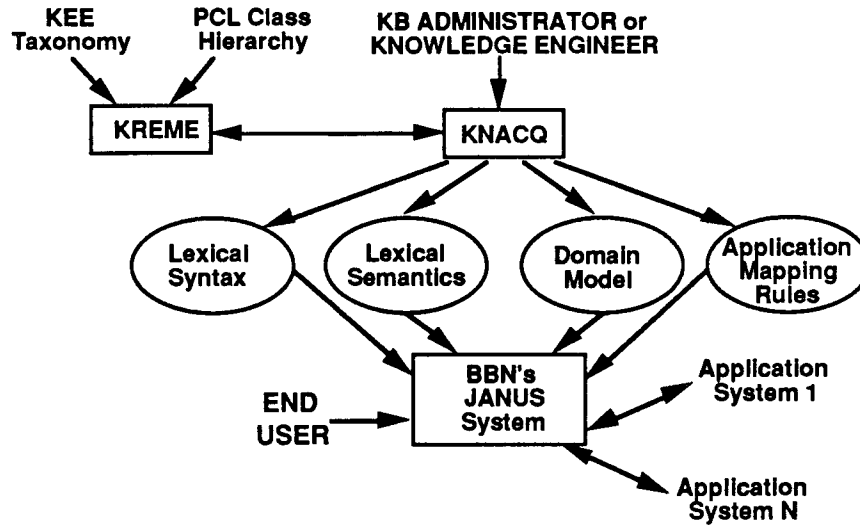 KEE
Taxonomy
PCL Class
Hierarchy
KB ADMINISTRATOR or
KNOWLEDGE ENGINEER
KREME
KNACQ
Lexical
Syntax
Lexical
Semantics
Domain
Model
Application
Mapping
Rules
BBN's
JANUS
System
END
USER
Application
System 1
Application
System N